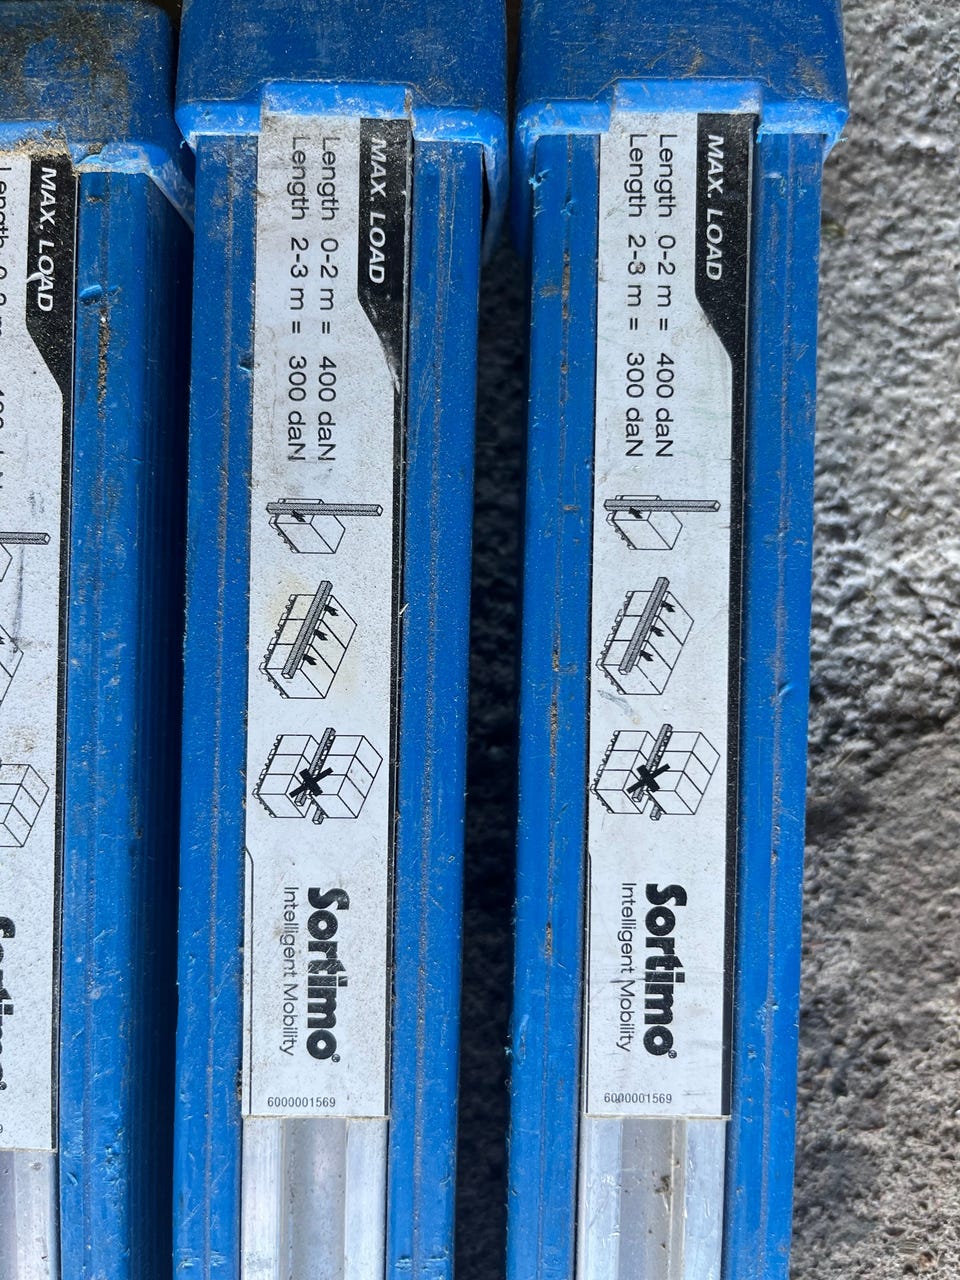 MAX. LOAD
Length
MAX. LOAD
Length 0-2 m = 400 daN
Length 2-3 m = 300 daN
Sortimo®
Intelligent Mobility
6000001569
MAX. LOAD
Length 0-2 m = 400 daN
Length 2-3 m = 300 daN
Sortimo®
Intelligent Mobility
6000001569